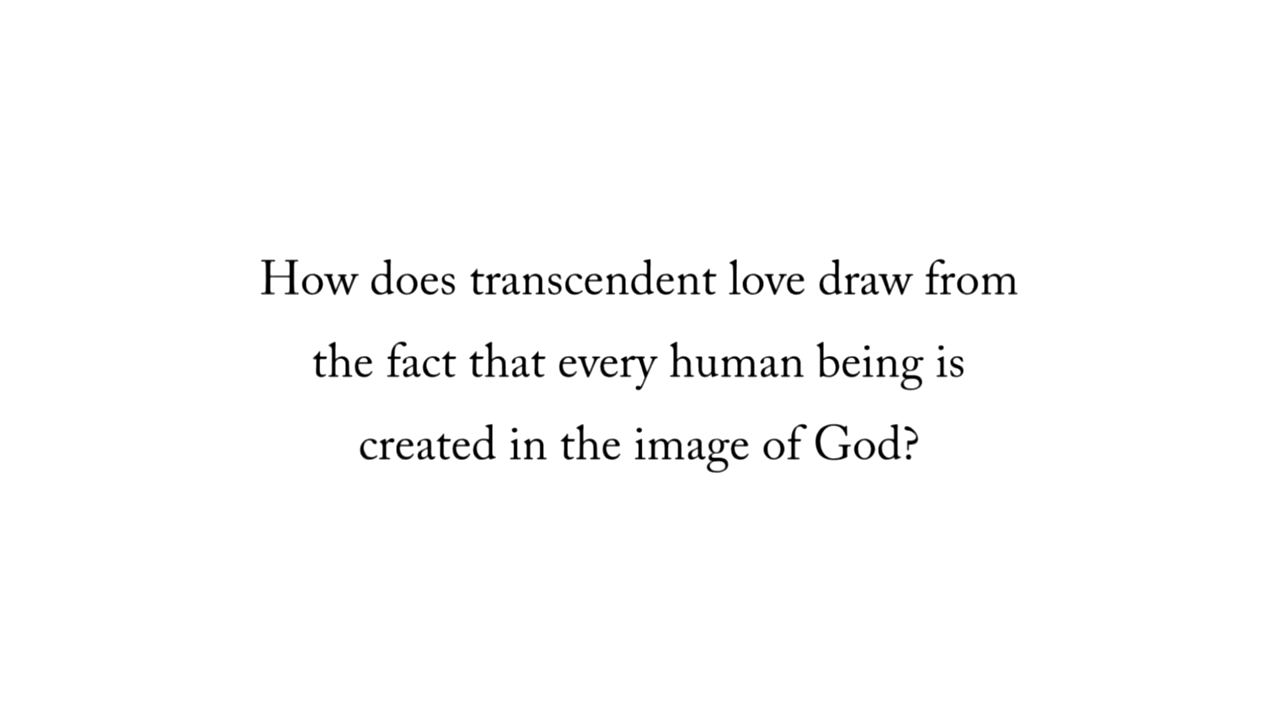 How does transcendent love draw from
the fact that every human being is
created in the image of God?